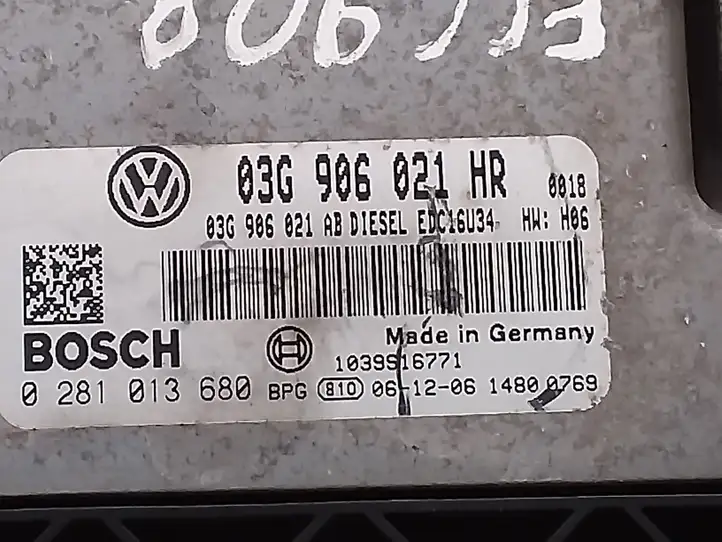 03G 906 021 HR 0018
03G 906 021 AB DIESEL EDC16U34 HW: H06
BOSCH
Made in Germany
1039S16771
0 281 013 680 BPG 810 06-12-06 1480 0769